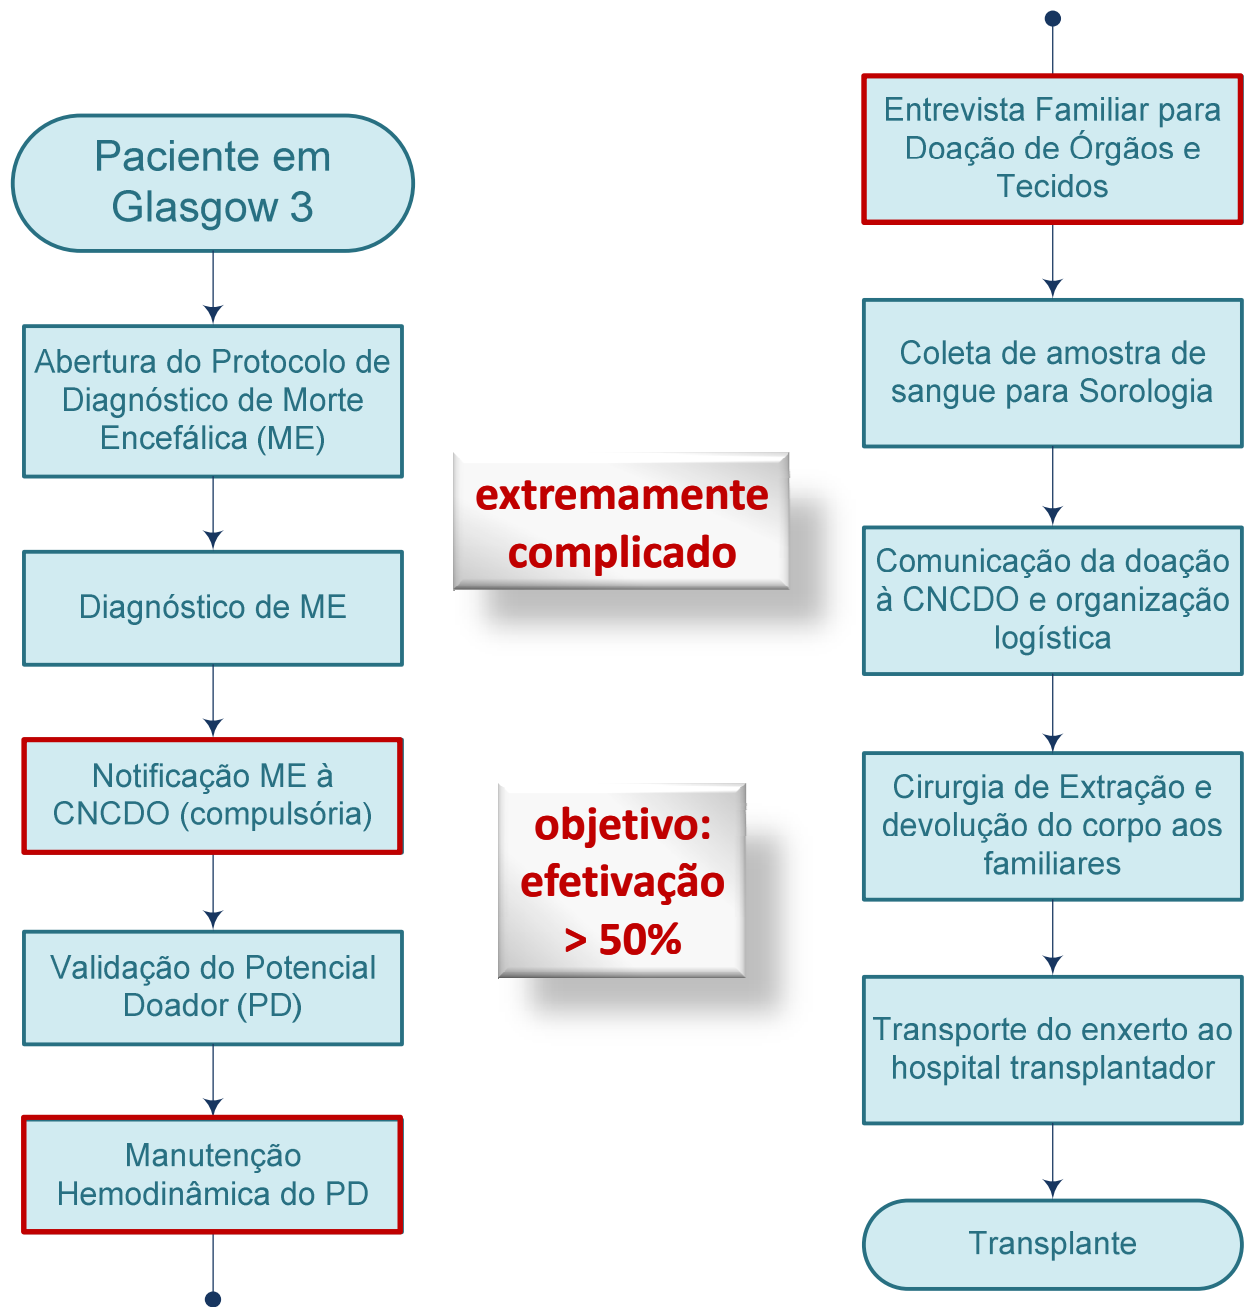 Paciente em
Glasgow 3
Abertura do Protocolo de
Diagnóstico de Morte
Encefálica (ME)
Diagnóstico de ME
Notificação ME à
CNCDO (compulsória)
Validação do Potencial
Doador (PD)
Manutenção
Hemodinâmica do PD
extremamente
complicado
objetivo:
efetivação
> 50%
Entrevista Familiar para
Doação de Órgãos e
Tecidos
Coleta de amostra de
sangue para Sorologia
Comunicação da doação
à CNCDO e organização
logística
Cirurgia de Extração e
devolução do corpo aos
familiares
Transporte do enxerto ao
hospital transplantador
Transplante